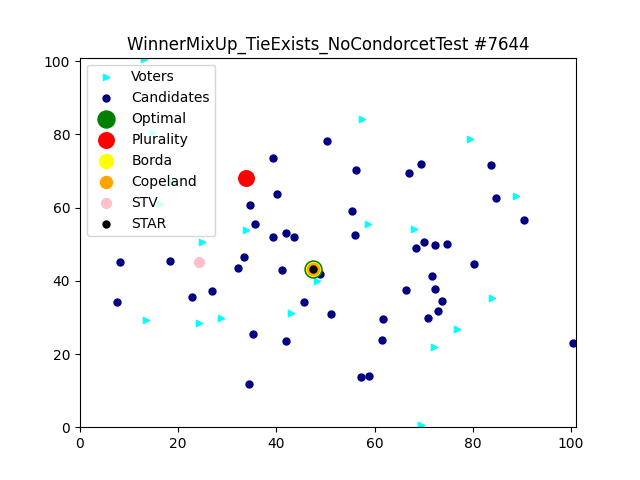 WinnerMixUp_TieExists_NoCondorcetTest #7644
100
80
60
40
20
0
Voters
Candidates
Optimal
Plurality
Borda
Copeland
STV
STAR
0 20 40 60 80 100